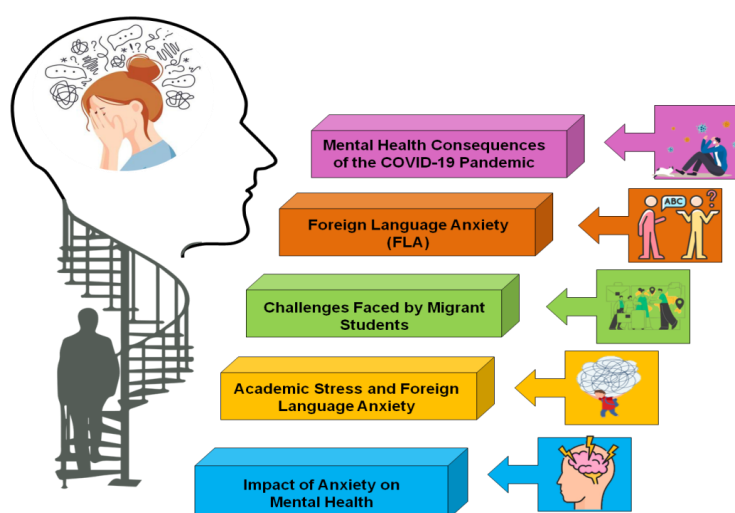 Mental Health Consequences
of the COVID-19 Pandemic
Foreign Language Anxiety
(FLA)
ABC
?
Challenges Faced by Migrant
Students
Academic Stress and Foreign
Language Anxiety
Impact of Anxiety on
Mental Health